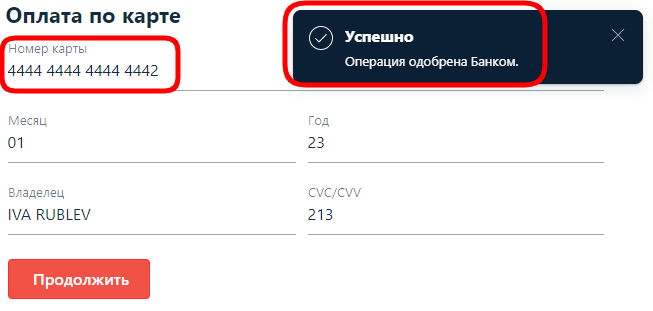 Оплата по карте
Успешно
Операция одобрена Банком.
Номер карты
4444 4444 4444 4442
Месяц
Год
01
23
Владелец
CVC/CVV
IVA RUBLEV
213
Продолжить